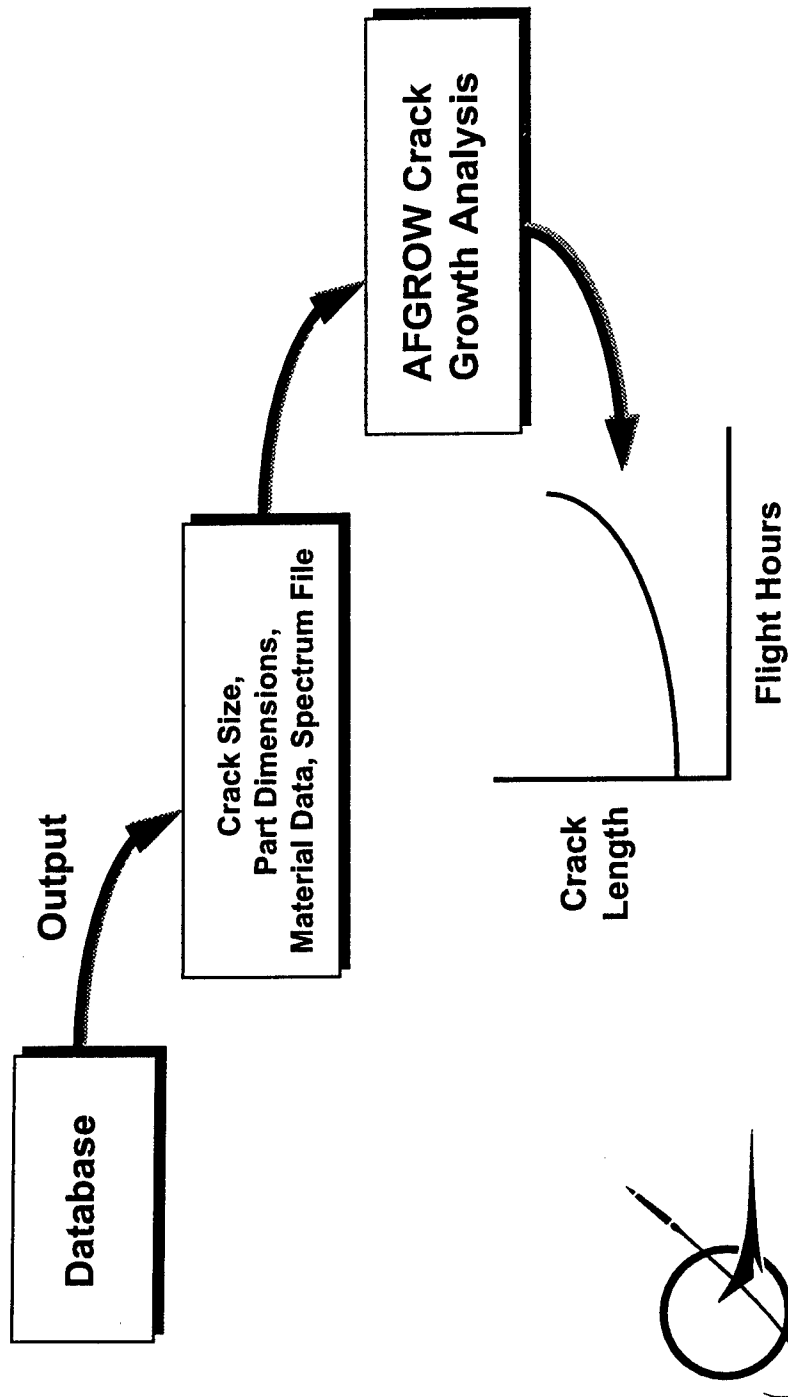 Database
Output
Crack Size,
Part Dimensions,
Material Data, Spectrum File
AFGROW Crack
Growth Analysis
Crack
Length
Flight Hours